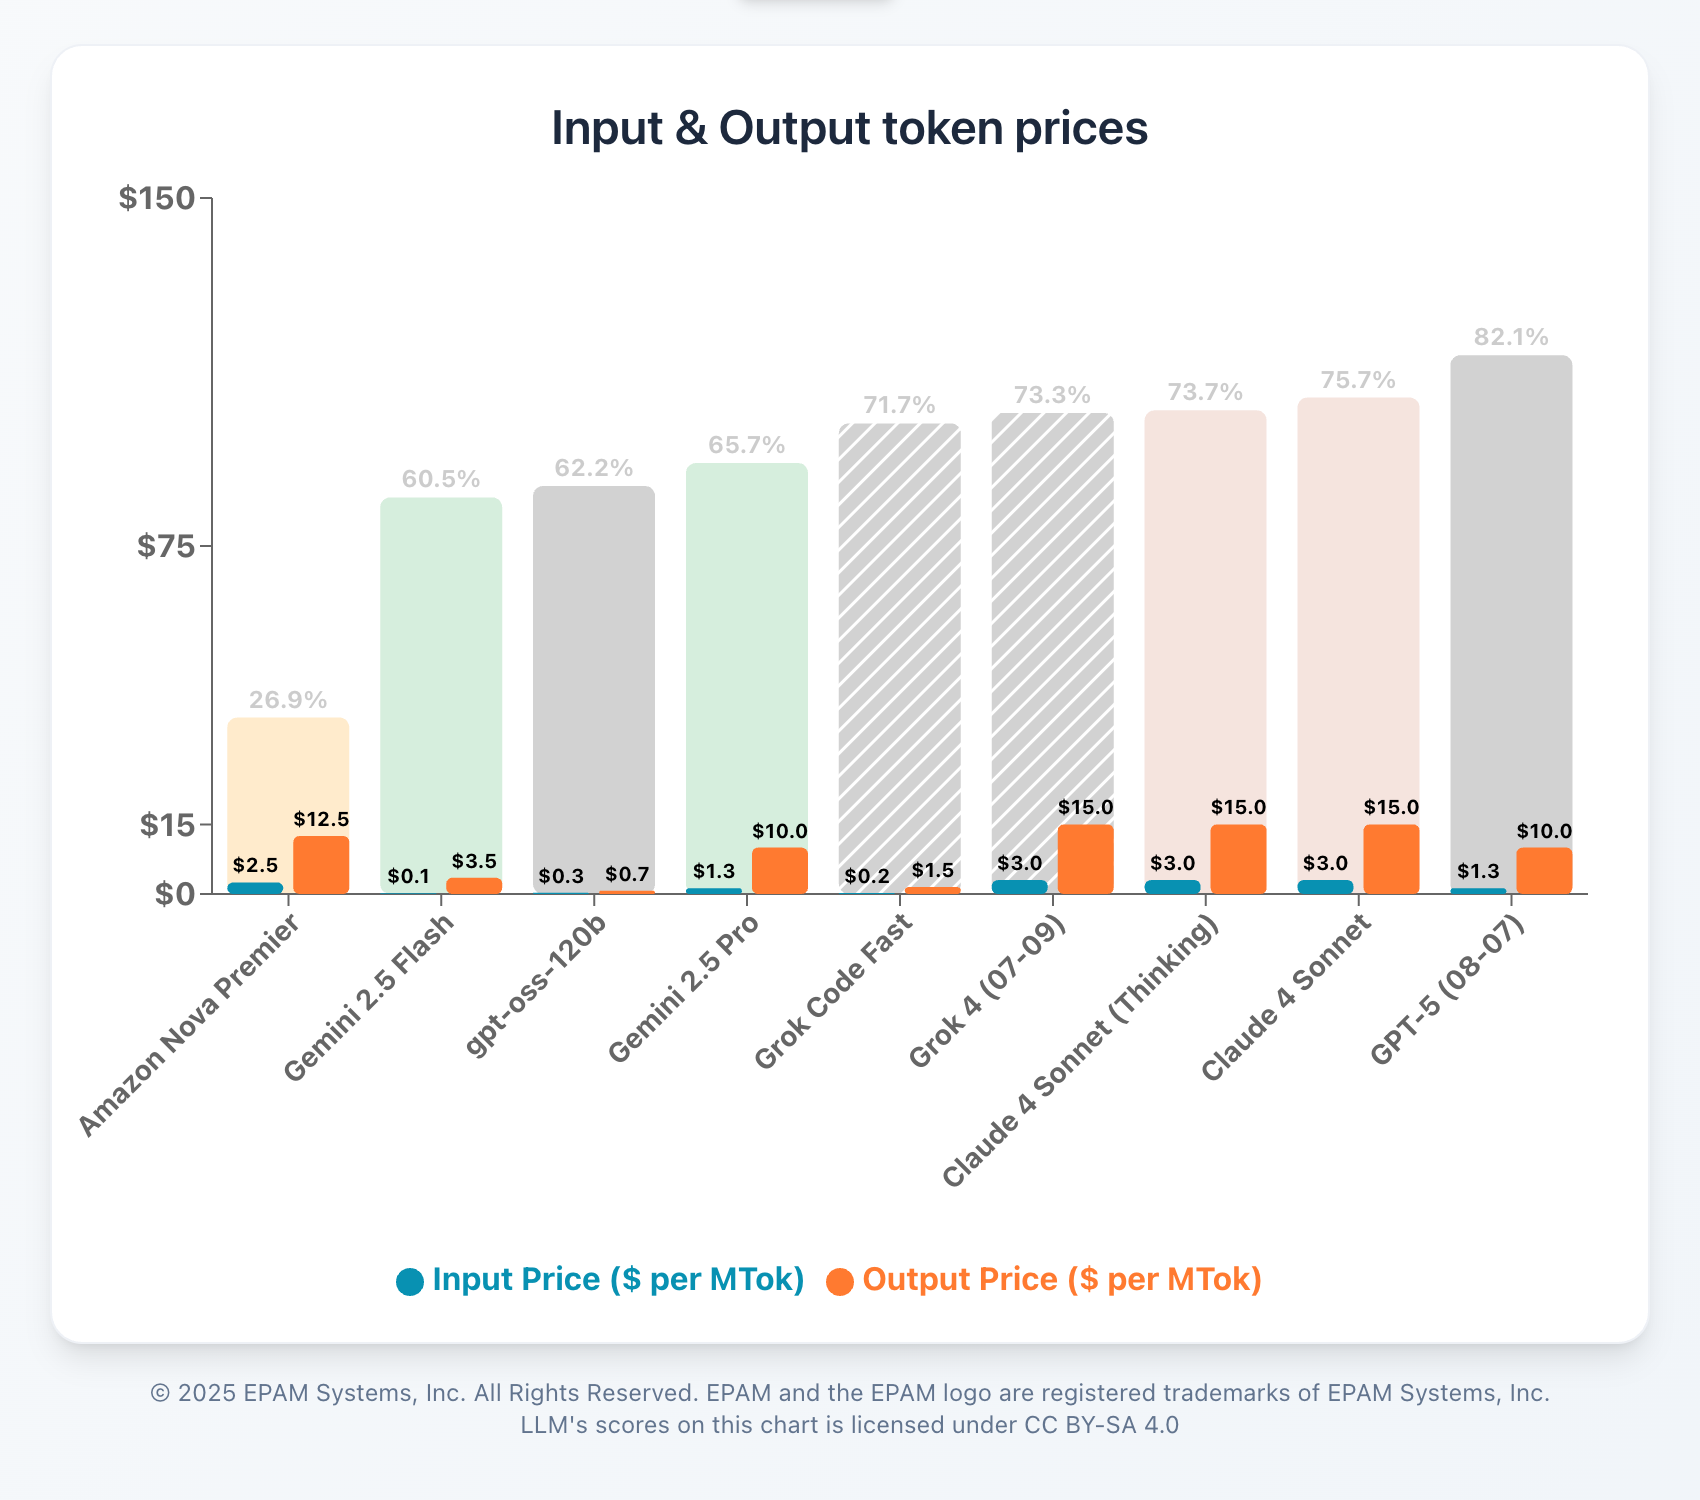 Input & Output token prices
$150
$75
$15
$0
26.9%
60.5%
62.2%
65.7%
71.7%
73.3%
73.7%
75.7%
82.1%
$2.5
$12.5
$0.1
$3.5
$0.3
$0.7
$1.3
$10.0
$0.2
$1.5
$3.0
$15.0
$3.0
$15.0
$3.0
$15.0
$1.3
$10.0
Amazon Nova Premier
Gemini 2.5 Flash
gpt-oss-120b
Gemini 2.5 Pro
Grok Code Fast
Grok 4 (07-09)
Claude 4 Sonnet (Thinking)
Claude 4 Sonnet
GPT-5 (08-07)
Input Price ($ per MTok)
Output Price ($ per MTok)
© 2025 EPAM Systems, Inc. All Rights Reserved. EPAM and the EPAM logo are registered trademarks of EPAM Systems, Inc.
LLM's scores on this chart is licensed under CC BY-SA 4.0